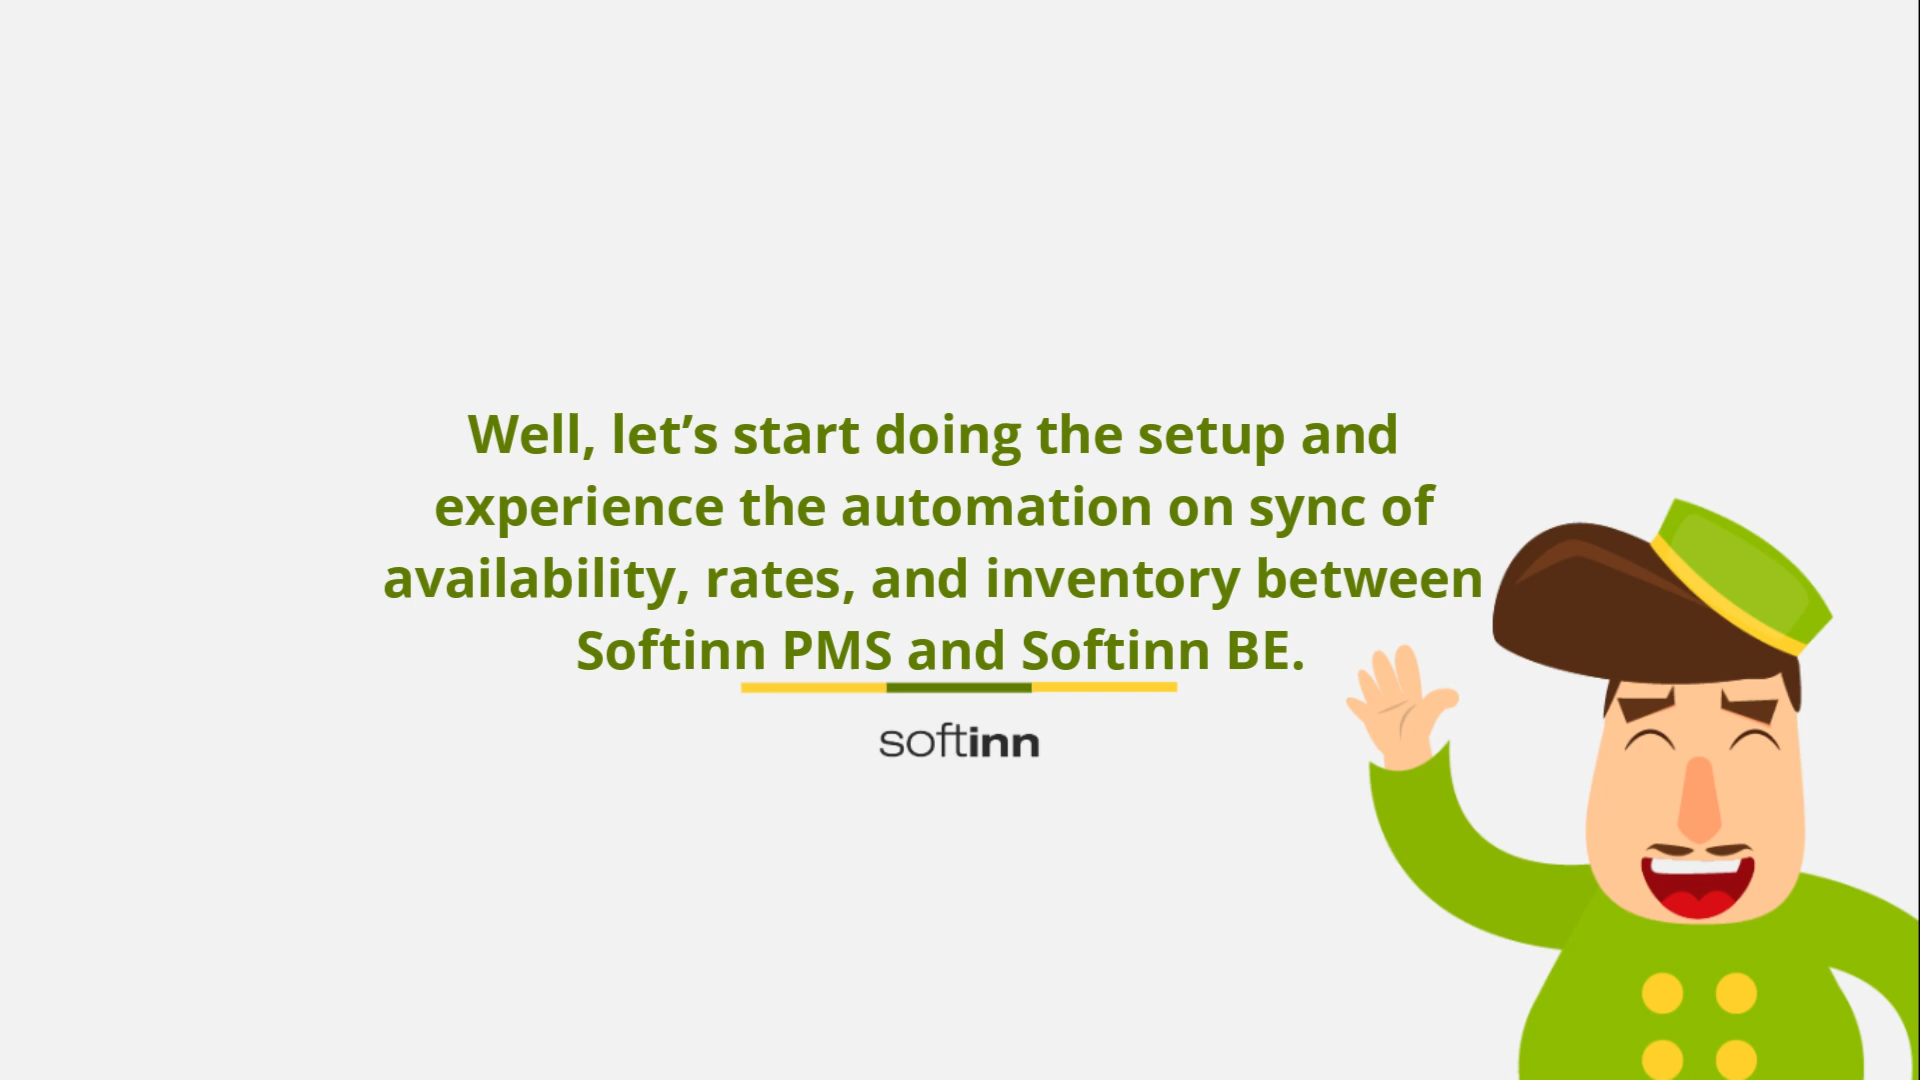 Well, let’s start doing the setup and
experience the automation on sync of
availability, rates, and inventory between
Softinn PMS and Softinn BE.
softinn